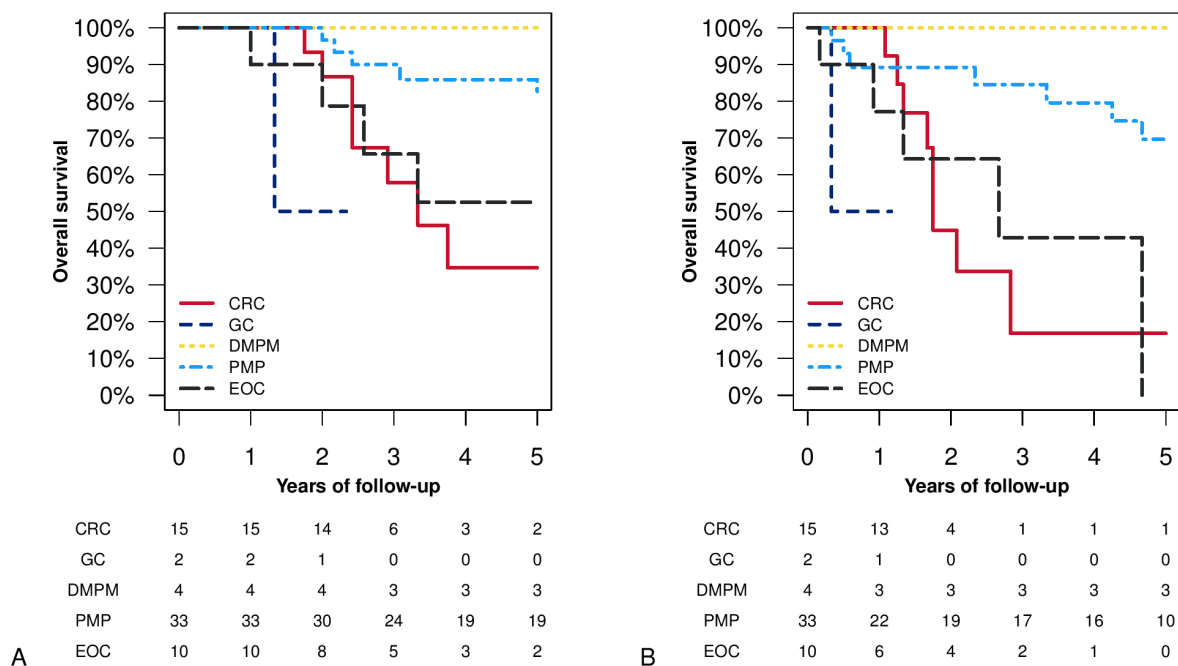 100%
90%
80%
70%
60%
50%
40%
30%
20%
10%
0%
Overall survival
CRC
GC
DMPM
PMP
EOC
0 1 2 3 4 5
Years of follow-up
CRC 15 15 14 6 3 2
GC 2 2 1 0 0 0
DMPM 4 4 4 3 3 3
PMP 33 33 30 24 19 19
EOC 10 10 8 5 3 2
A
100%
90%
80%
70%
60%
50%
40%
30%
20%
10%
0%
Overall survival
CRC
GC
DMPM
PMP
EOC
0 1 2 3 4 5
Years of follow-up
CRC 15 13 4 1 1 1
GC 2 1 0 0 0 0
DMPM 4 3 3 3 3 3
PMP 33 22 19 17 16 10
EOC 10 6 4 2 1 0
B